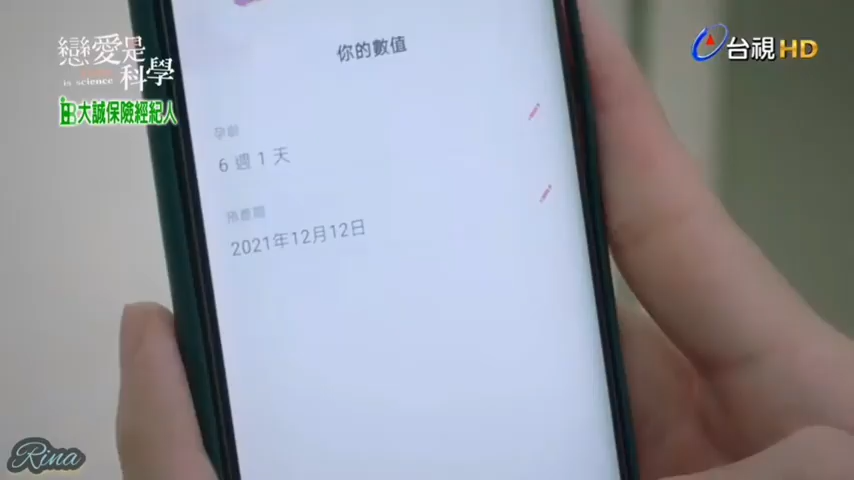 戀愛是
科學
is science
大誠保險經紀人
台視HD
你的數值
孕齡
6 週 1 天
預產期
2021年12月12日
Rina